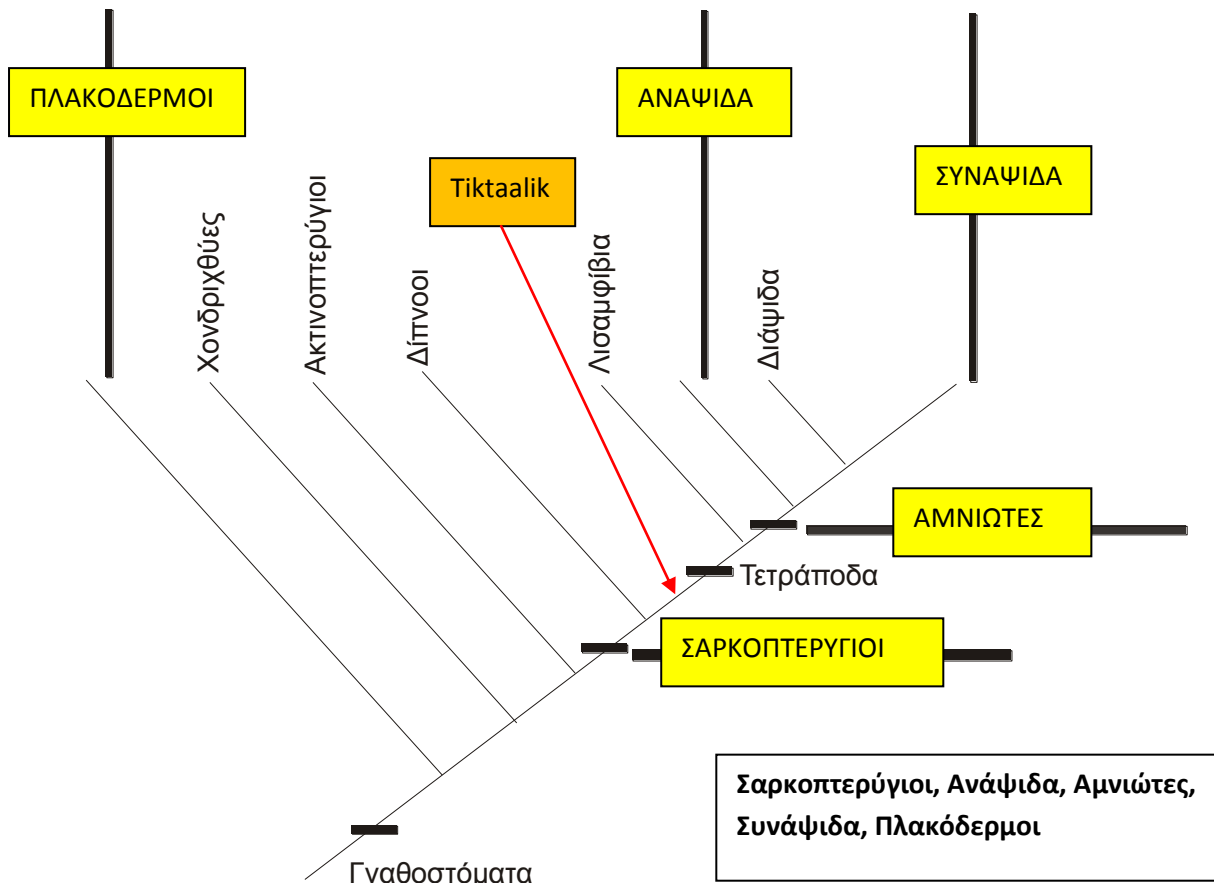 ΠΛΑΚΟΔΕΡΜΟΙ
ΑΝΑΨΙΔΑ
ΣΥΝΑΨΙΔΑ
Tiktaalik
Χονδριχθύες
Ακτινοπτερύγιοι
Δίπνοοι
Λισαμφίβια
Διάψιδα
ΑΜΝΙΩΤΕΣ
Τετράποδα
ΣΑΡΚΟΠΤΕΡΥΓΙΟΙ
Σαρκοπτερύγιοι, Ανάψιδα, Αμνιώτες,
Συνάψιδα, Πλακόδερμοι
Γναθοστόματα